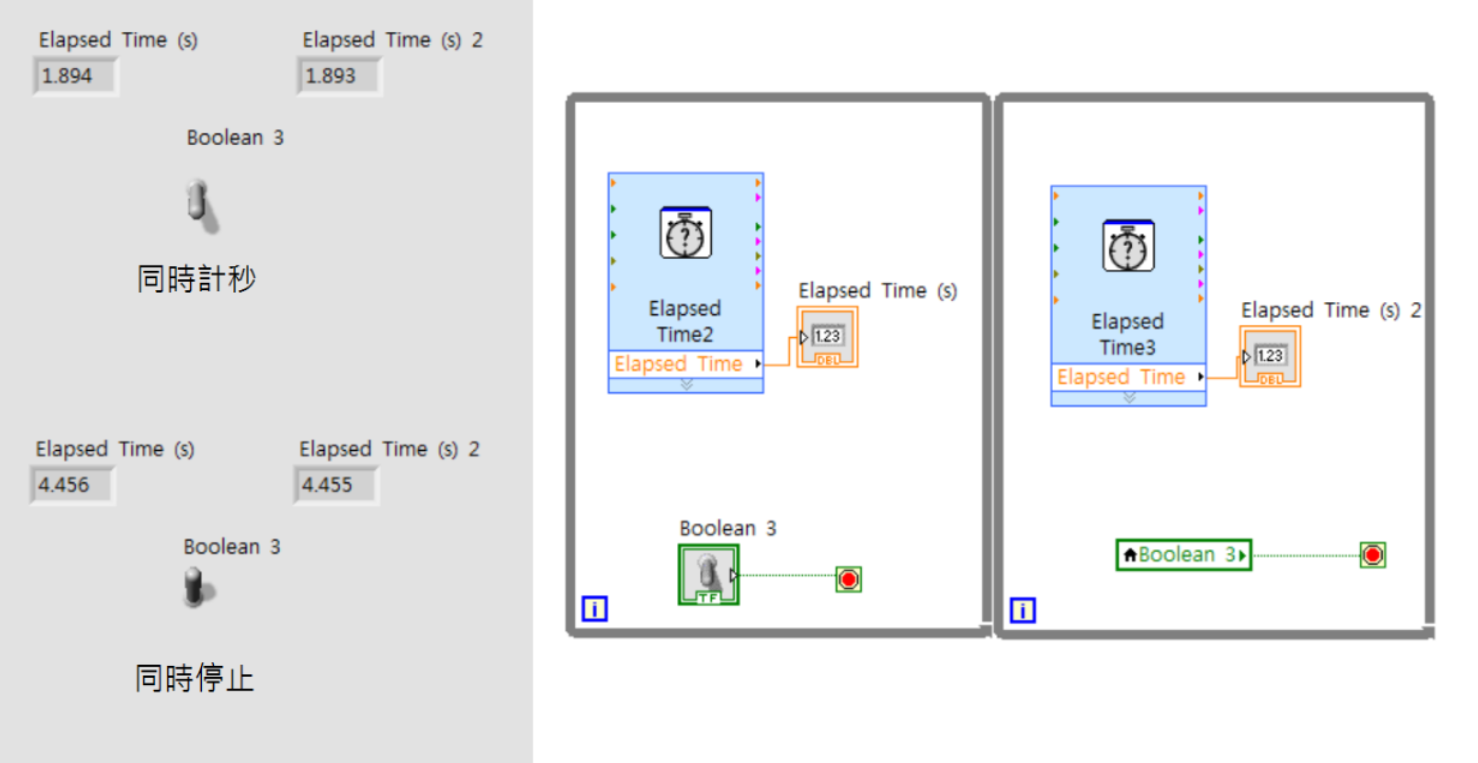 Elapsed Time (s)
Elapsed Time (s) 2
1.894
1.893
Boolean 3
同時計秒
Elapsed Time (s)
Elapsed Time (s) 2
4.456
4.455
Boolean 3
同時停止
?
Elapsed
Time2
Elapsed Time
Elapsed Time (s)
1.23
DBL
Boolean 3
TF
i
?
Elapsed
Time3
Elapsed Time
Elapsed Time (s) 2
1.23
DBL
Boolean 3
i